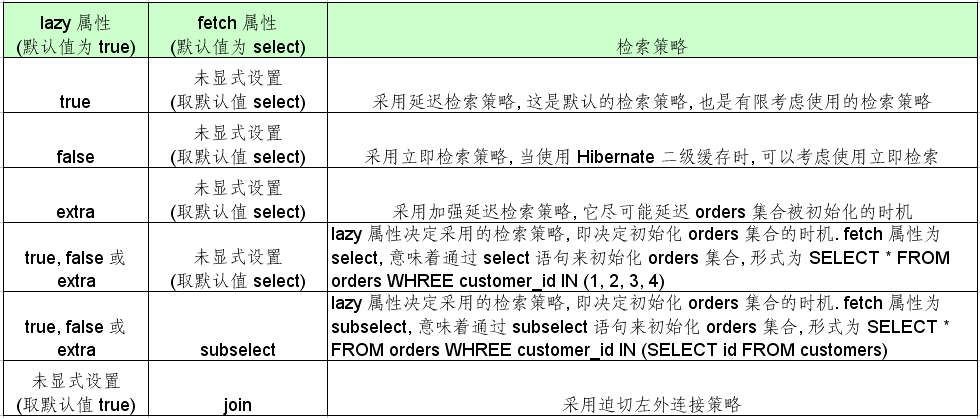 lazy 属性
(默认值为 true)
fetch 属性
(默认值为 select)
检索策略
true
未显式设置
(取默认值 select)
采用延迟检索策略, 这是默认的检索策略, 也是有限考虑使用的检索策略
false
未显式设置
(取默认值 select)
采用立即检索策略, 当使用 Hibernate 二级缓存时, 可以考虑使用立即检索
extra
未显式设置
(取默认值 select)
采用加强延迟检索策略, 它尽可能延迟 orders 集合被初始化的时机
true, false 或
extra
未显式设置
(取默认值 select)
lazy 属性决定采用的检索策略, 即决定初始化 orders 集合的时机. fetch 属性为
select, 意味着通过 select 语句来初始化 orders 集合, 形式为 SELECT * FROM
orders WHREE customer_id IN (1, 2, 3, 4)
true, false 或
extra
subselect
lazy 属性决定采用的检索策略, 即决定初始化 orders 集合的时机. fetch 属性为
subselect, 意味着通过 subselect 语句来初始化 orders 集合, 形式为 SELECT *
FROM orders WHREE customer_id IN (SELECT id FROM customers)
未显式设置
(取默认值 true)
join
采用迫切左外连接策略